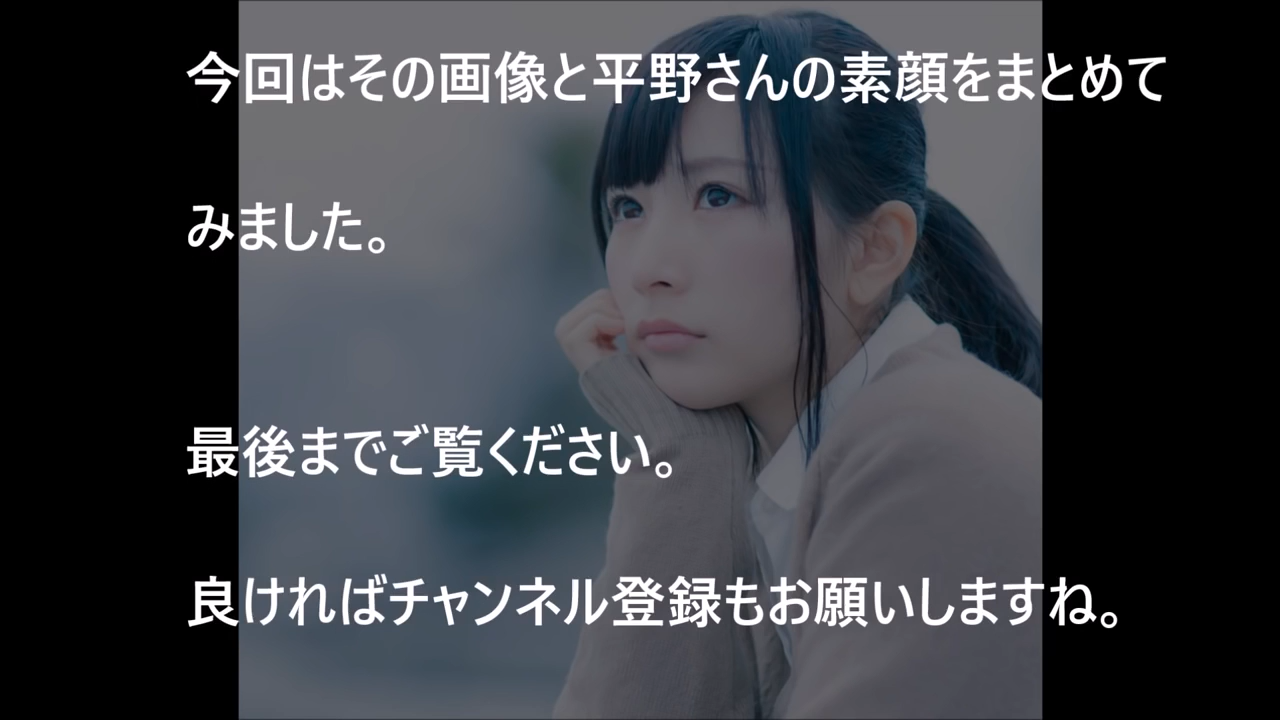 今回はその画像と平野さんの素顔をまとめて
みました。
最後までご覧ください。
良ければチャンネル登録もお願いしますね。